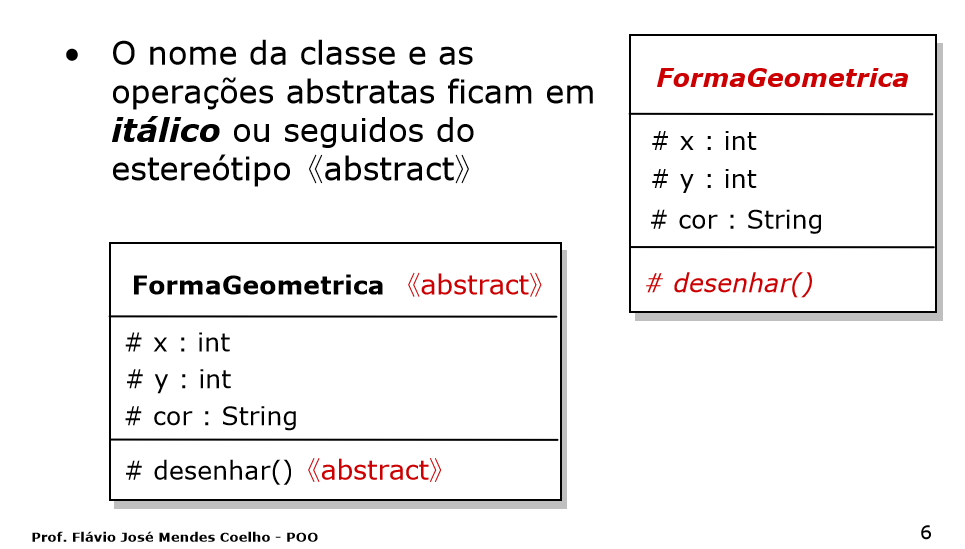 • O nome da classe e as
operações abstratas ficam em
itálico ou seguidos do
estereótipo《abstract》
FormaGeometrica
# x : int
# y : int
# cor : String
# desenhar()
FormaGeometrica 《abstract》
# x : int
# y : int
# cor : String
# desenhar()《abstract》
Prof. Flávio José Mendes Coelho - POO
6